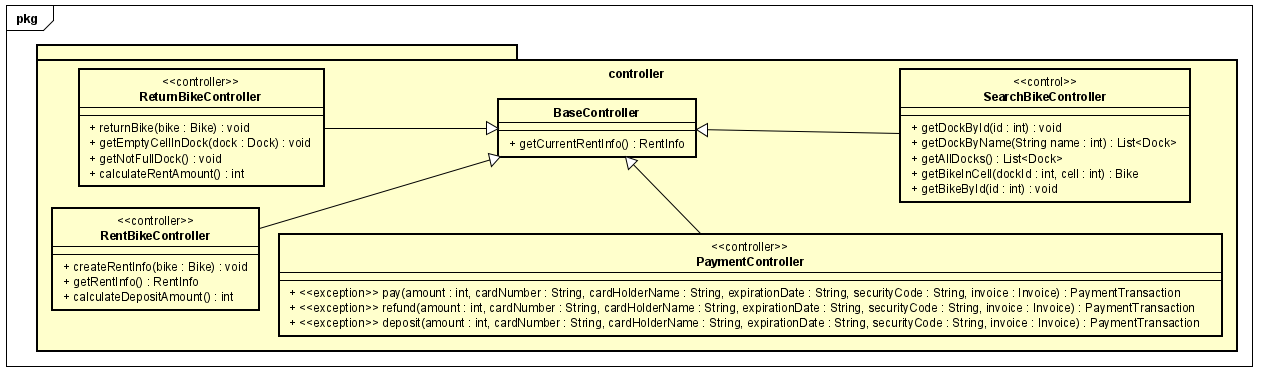 pkg
controller
<<controller>>
ReturnBikeController
+ returnBike(bike : Bike) : void
+ getEmptyCellInDock(dock : Dock) : void
+ getNotFullDock() : void
+ calculateRentAmount() : int
BaseController
+ getCurrentRentInfo() : RentInfo
<<control>>
SearchBikeController
+ getDockById(id : int) : void
+ getDockByName(String name : int) : List<Dock>
+ getAllDocks() : List<Dock>
+ getBikeInCell(dockId : int, cell : int) : Bike
+ getBikeById(id : int) : void
<<controller>>
RentBikeController
+ createRentInfo(bike : Bike) : void
+ getRentInfo() : RentInfo
+ calculateDepositAmount() : int
<<controller>>
PaymentController
+ <<exception>> pay(amount : int, cardNumber : String, cardHolderName : String, expirationDate : String, securityCode : String, invoice : Invoice) : PaymentTransaction
+ <<exception>> refund(amount : int, cardNumber : String, cardHolderName : String, expirationDate : String, securityCode : String, invoice : Invoice) : PaymentTransaction
+ <<exception>> deposit(amount : int, cardNumber : String, cardHolderName : String, expirationDate : String, securityCode : String, invoice : Invoice) : PaymentTransaction